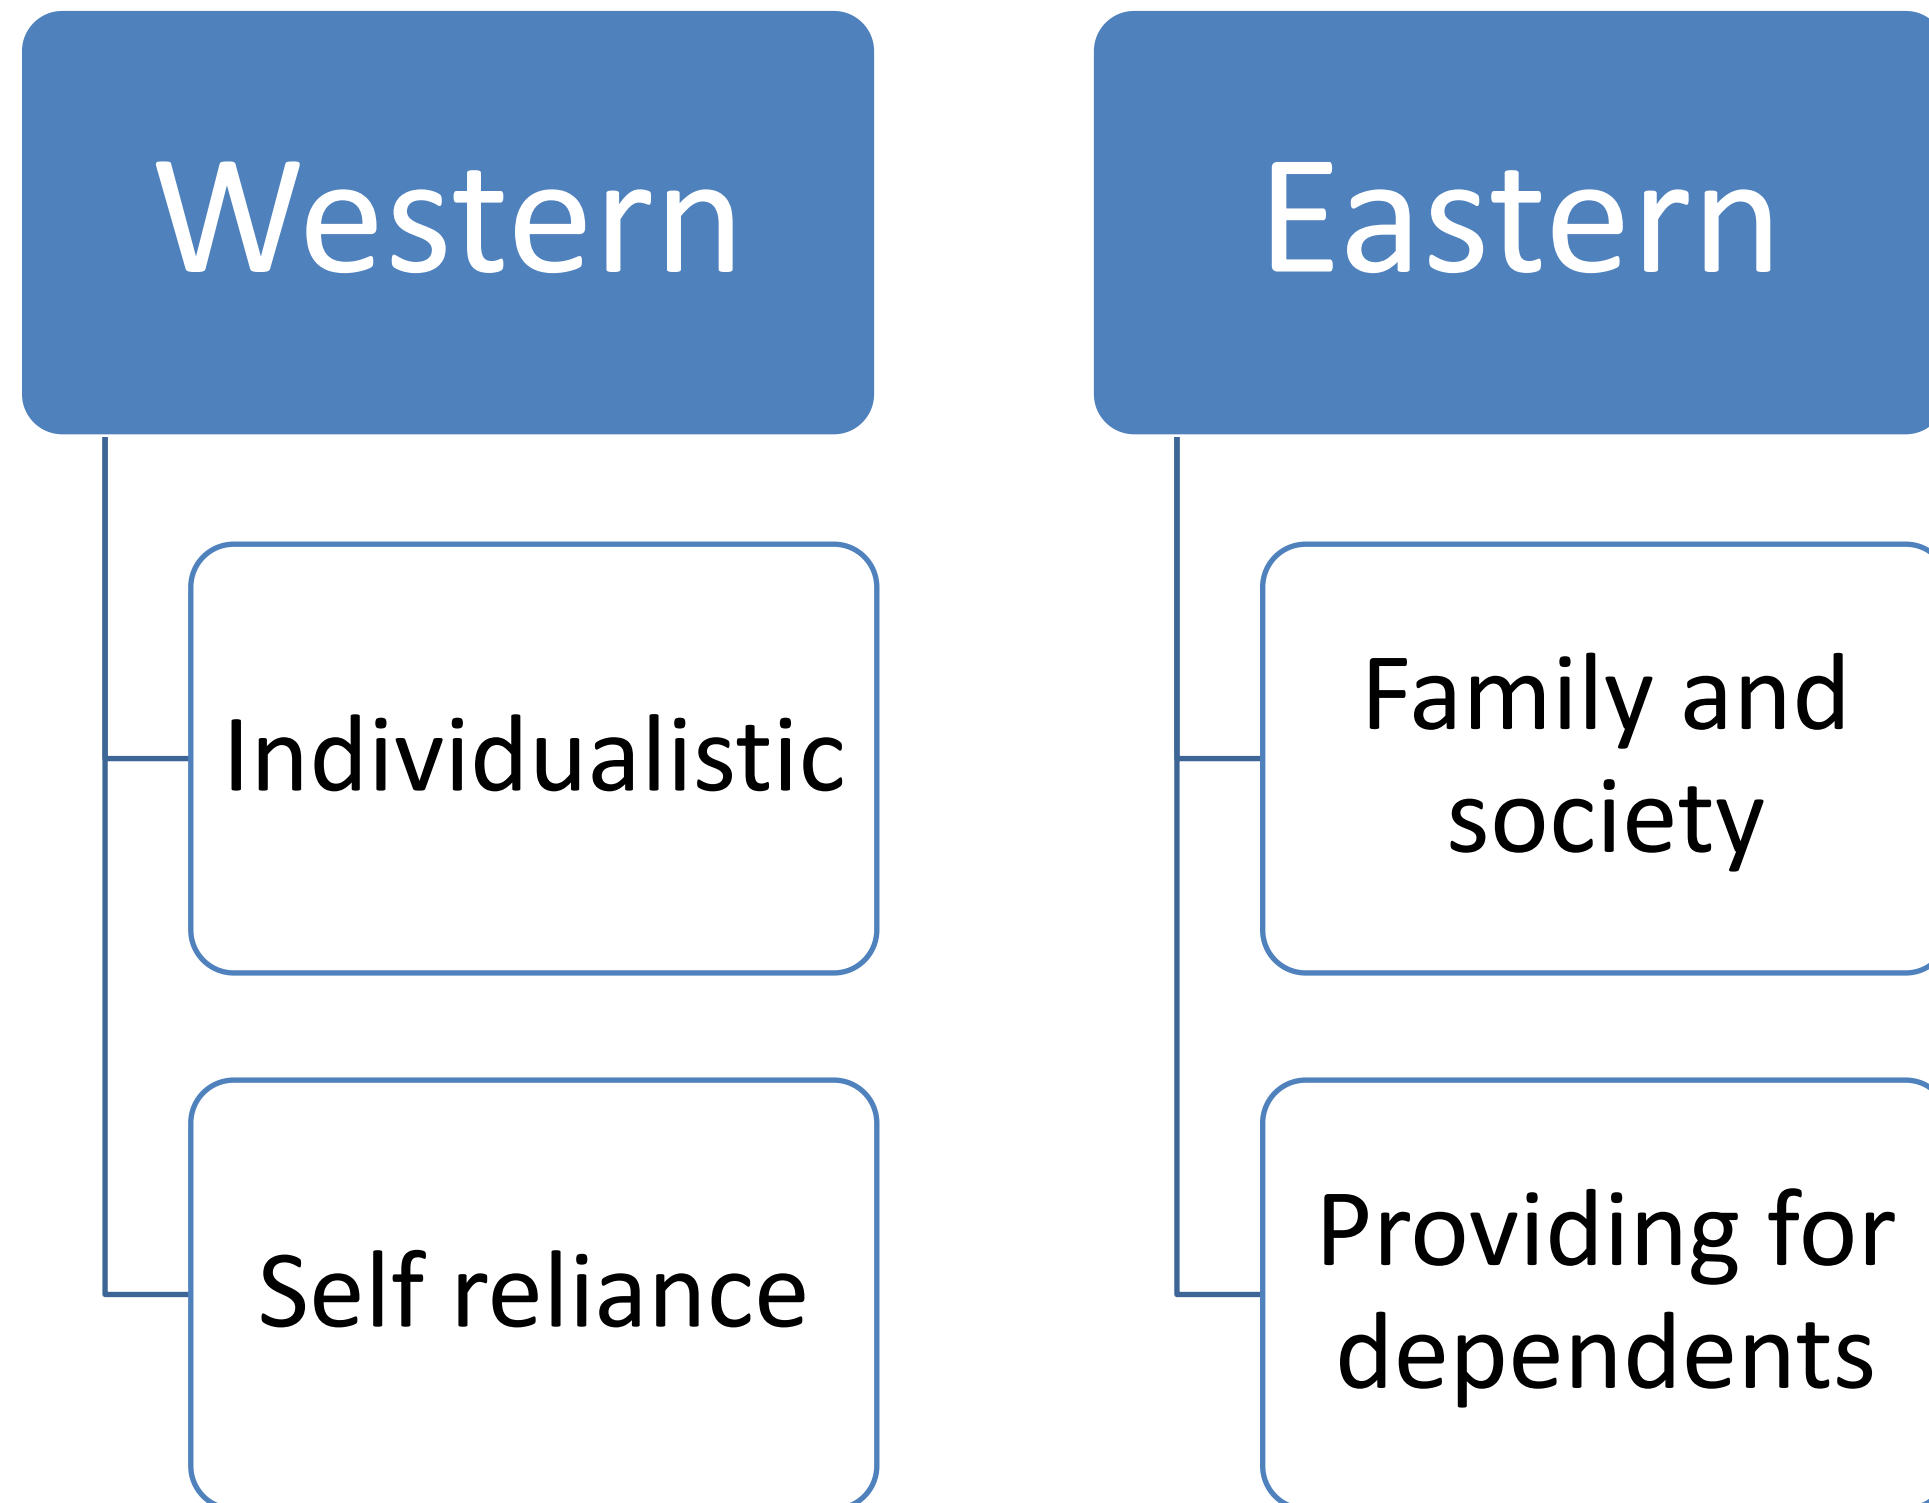 Western
Individualistic
Self reliance
Eastern
Family and
society
Providing for
dependents